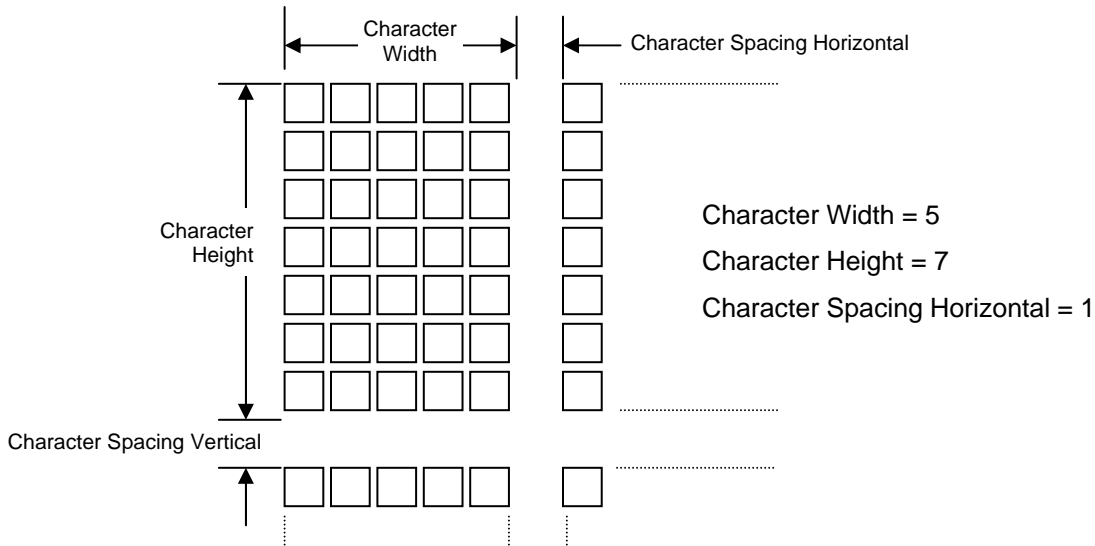 Character
Width
Character Spacing Horizontal
Character
Height
Character Width = 5
Character Height = 7
Character Spacing Horizontal = 1
Character Spacing Vertical